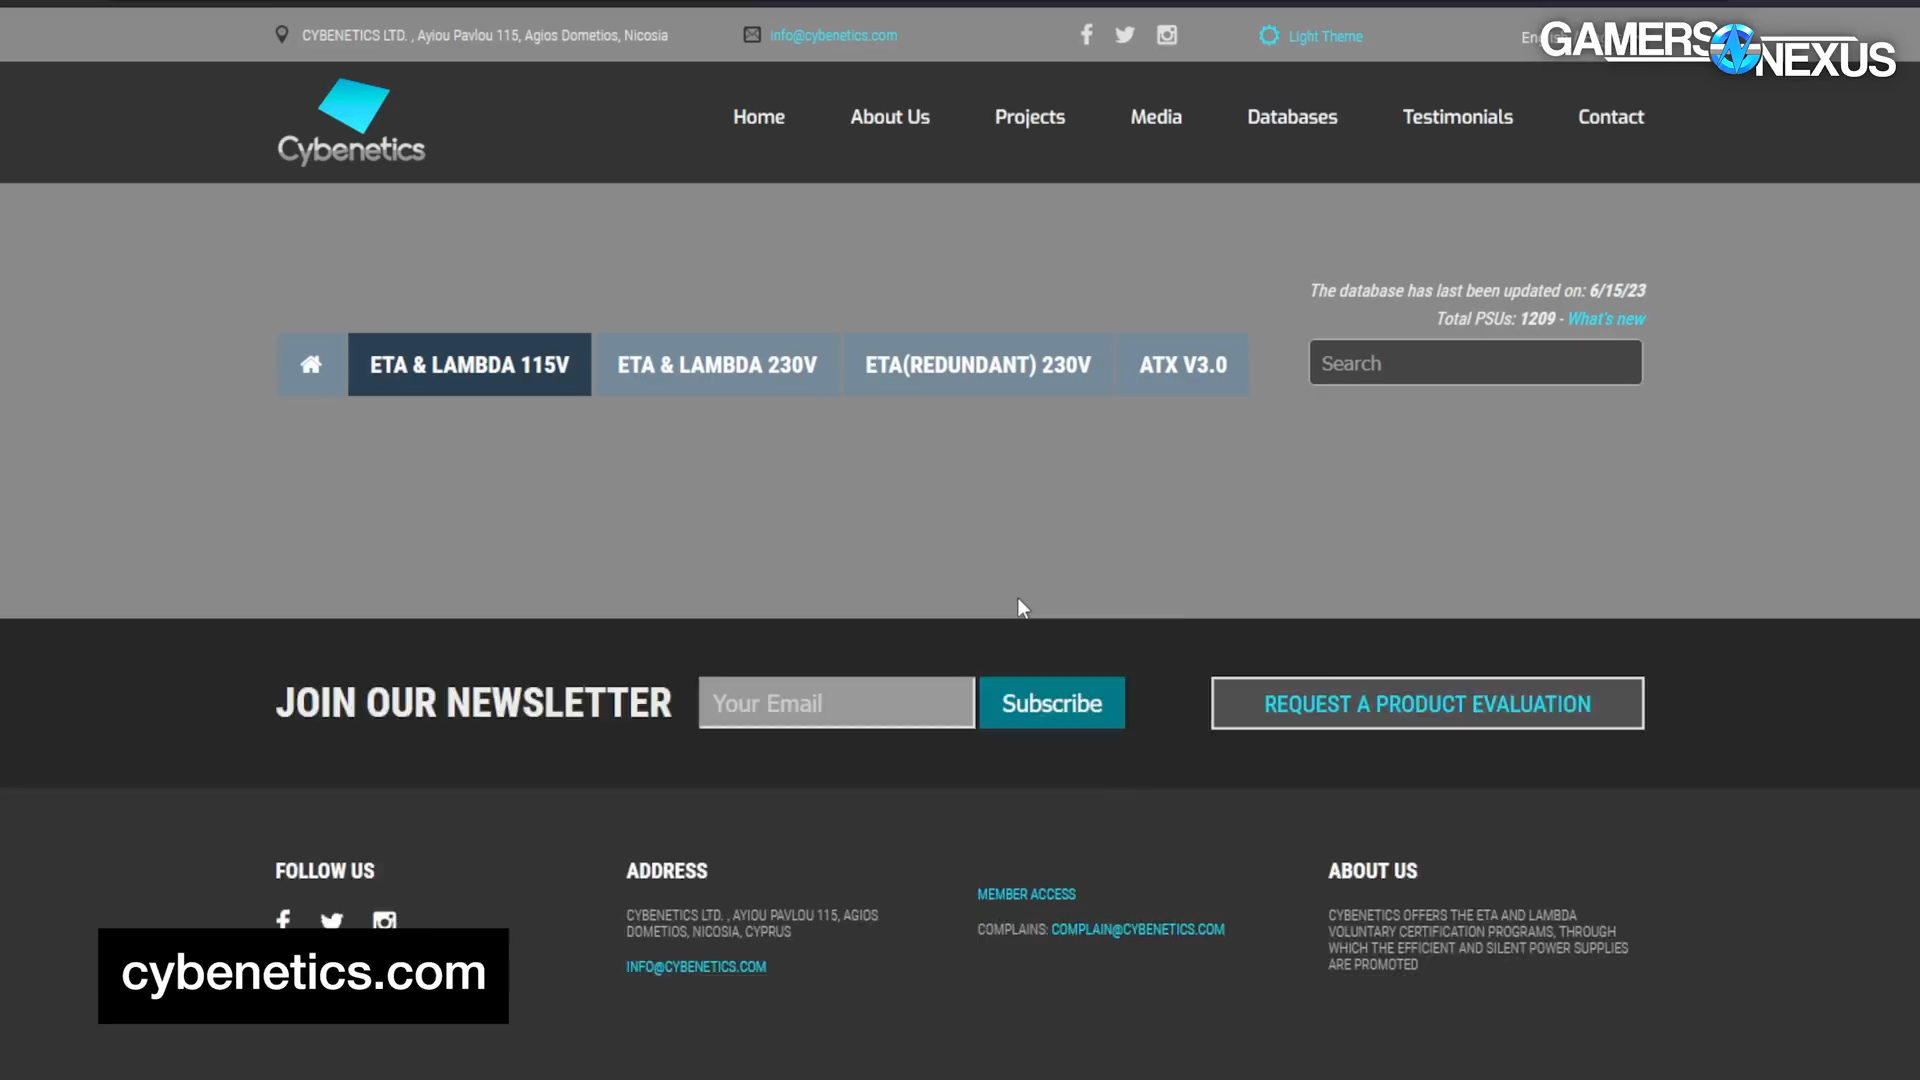 CYBENETICS LTD. , Ayiou Pavlou 115, Agios Dometios, Nicosia
info@cybenetics.com
Light Theme
GAMERS NEXUS
Cybenetics
Home
About Us
Projects
Media
Databases
Testimonials
Contact
The database has last been updated on: 6/15/23
Total PSUs: 1209 - What's new
ETA & LAMBDA 115V
ETA & LAMBDA 230V
ETA(REDUNDANT) 230V
ATX V3.0
Search
JOIN OUR NEWSLETTER
Your Email
Subscribe
REQUEST A PRODUCT EVALUATION
FOLLOW US
ADDRESS
CYBENETICS LTD. , AYIOU PAVLOU 115, AGIOS
DOMETIOS, NICOSIA, CYPRUS
INFO@CYBENETICS.COM
MEMBER ACCESS
COMPLAINS: COMPLAIN@CYBENETICS.COM
ABOUT US
CYBENETICS OFFERS THE ETA AND LAMBDA
VOLUNTARY CERTIFICATION PROGRAMS, THROUGH
WHICH THE EFFICIENT AND SILENT POWER SUPPLIES
ARE PROMOTED
cybenetics.com